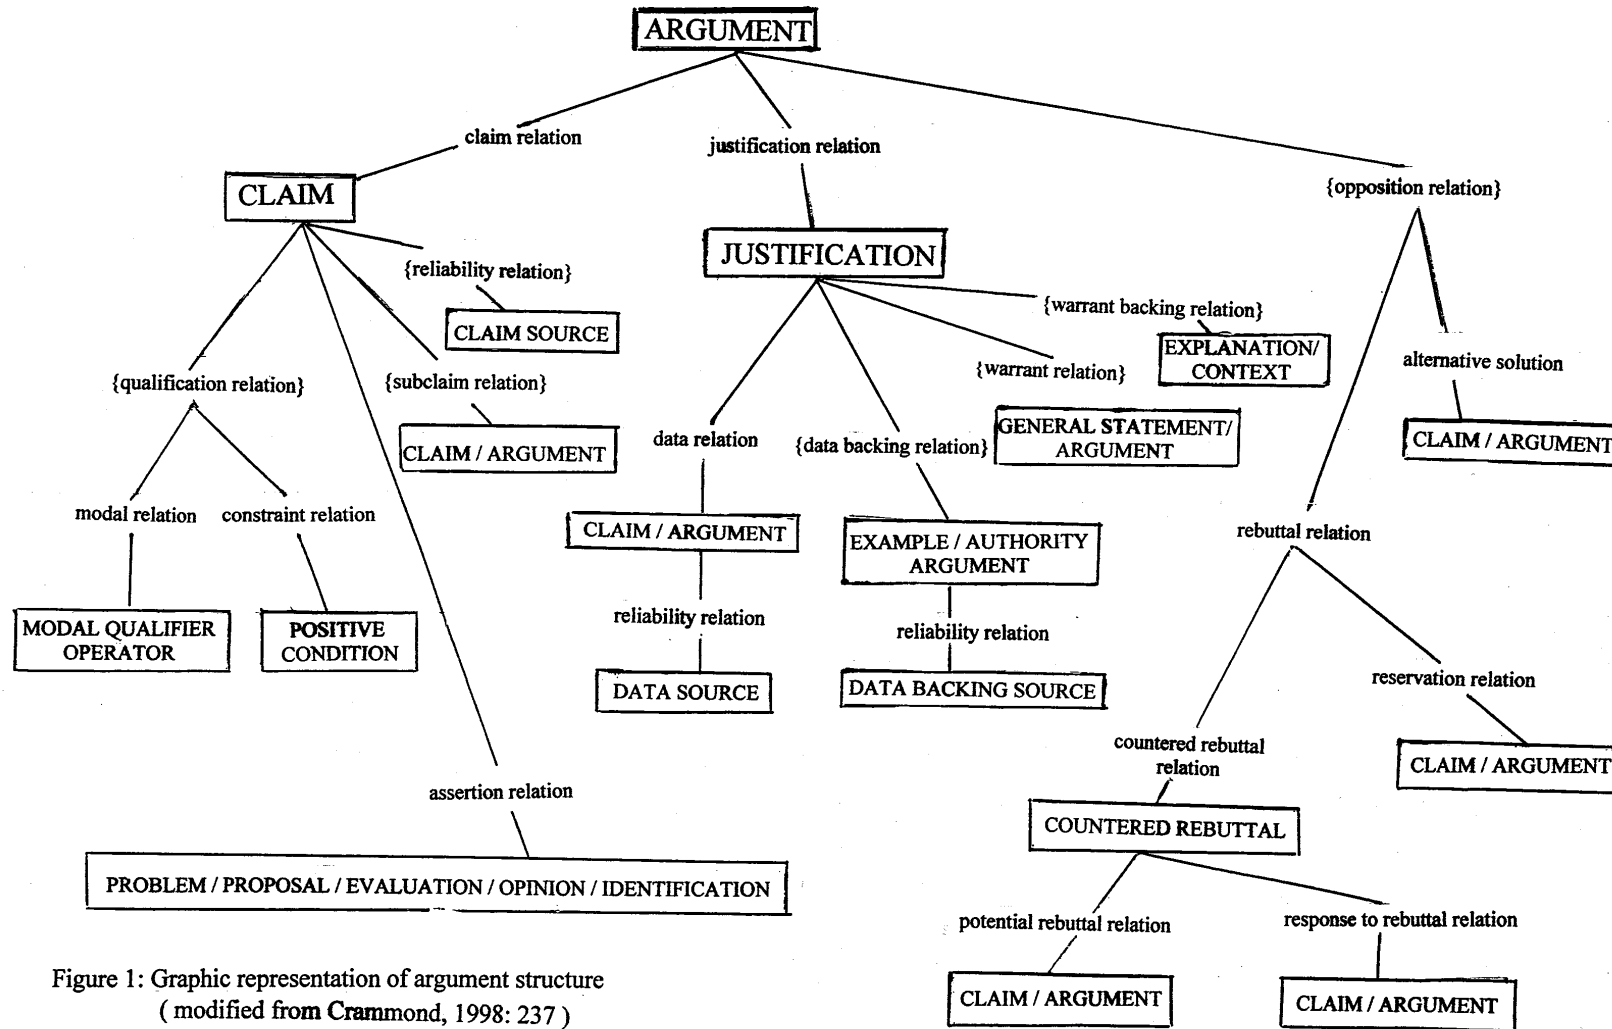 ARGUMENT
claim relation
justification relation
{opposition relation}
CLAIM
JUSTIFICATION
{reliability relation}
CLAIM SOURCE
{warrant backing relation}
EXPLANATION/
CONTEXT
{qualification relation}
{subclaim relation}
{warrant relation}
alternative solution
CLAIM / ARGUMENT
data relation
{data backing relation}
GENERAL STATEMENT/
ARGUMENT
CLAIM / ARGUMENT
modal relation
constraint relation
CLAIM / ARGUMENT
EXAMPLE / AUTHORITY
ARGUMENT
rebuttal relation
MODAL QUALIFIER
OPERATOR
POSITIVE
CONDITION
reliability relation
reliability relation
DATA SOURCE
DATA BACKING SOURCE
reservation relation
countered rebuttal
relation
CLAIM / ARGUMENT
assertion relation
COUNTERED REBUTTAL
PROBLEM / PROPOSAL / EVALUATION / OPINION / IDENTIFICATION
potential rebuttal relation
response to rebuttal relation
CLAIM / ARGUMENT
CLAIM / ARGUMENT
Figure 1: Graphic representation of argument structure
( modified from Crammond, 1998: 237 )